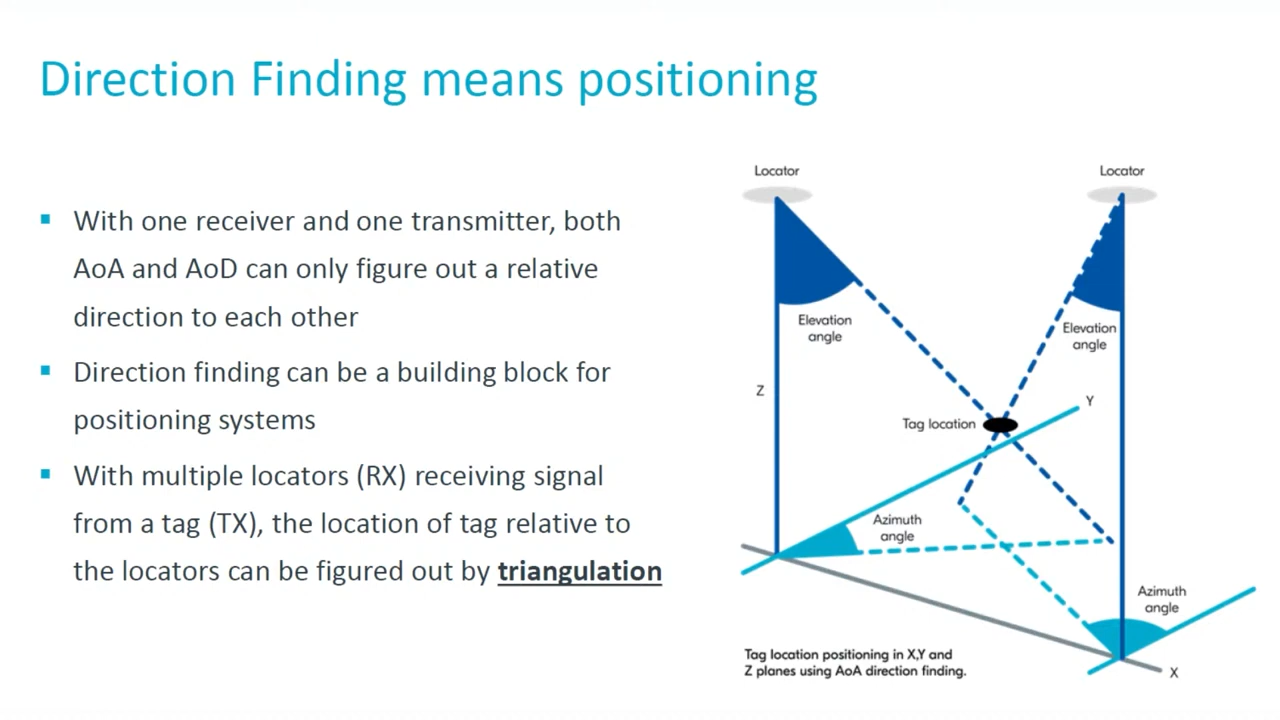 Direction Finding means positioning
With one receiver and one transmitter, both
AoA and AoD can only figure out a relative
direction to each other
Direction finding can be a building block for
positioning systems
With multiple locators (RX) receiving signal
from a tag (TX), the location of tag relative to
the locators can be figured out by triangulation
Locator
Locator
Elevation
angle
Elevation
angle
Z
Y
Tag location
Azimuth
angle
Azimuth
angle
X
Tag location positioning in X,Y and
Z planes using AoA direction finding.